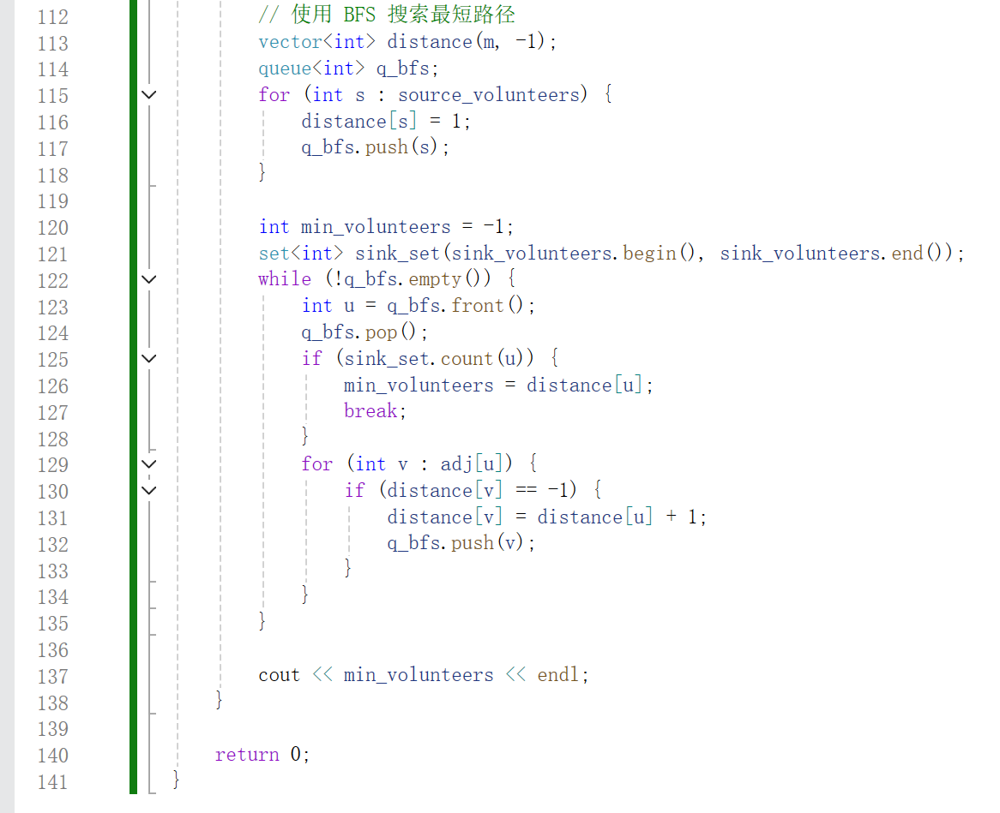 112 // 使用 BFS 搜索最短路径
113 vector<int> distance(m, -1);
114 queue<int> q_bfs;
115 for (int s : source_volunteers) {
116 distance[s] = 1;
117 q_bfs.push(s);
118 }
119
120 int min_volunteers = -1;
121 set<int> sink_set(sink_volunteers.begin(), sink_volunteers.end());
122 while (!q_bfs.empty()) {
123 int u = q_bfs.front();
124 q_bfs.pop();
125 if (sink_set.count(u)) {
126 min_volunteers = distance[u];
127 break;
128 }
129 for (int v : adj[u]) {
130 if (distance[v] == -1) {
131 distance[v] = distance[u] + 1;
132 q_bfs.push(v);
133 }
134 }
135 }
136
137 cout << min_volunteers << endl;
138 }
139
140 return 0;
141 }